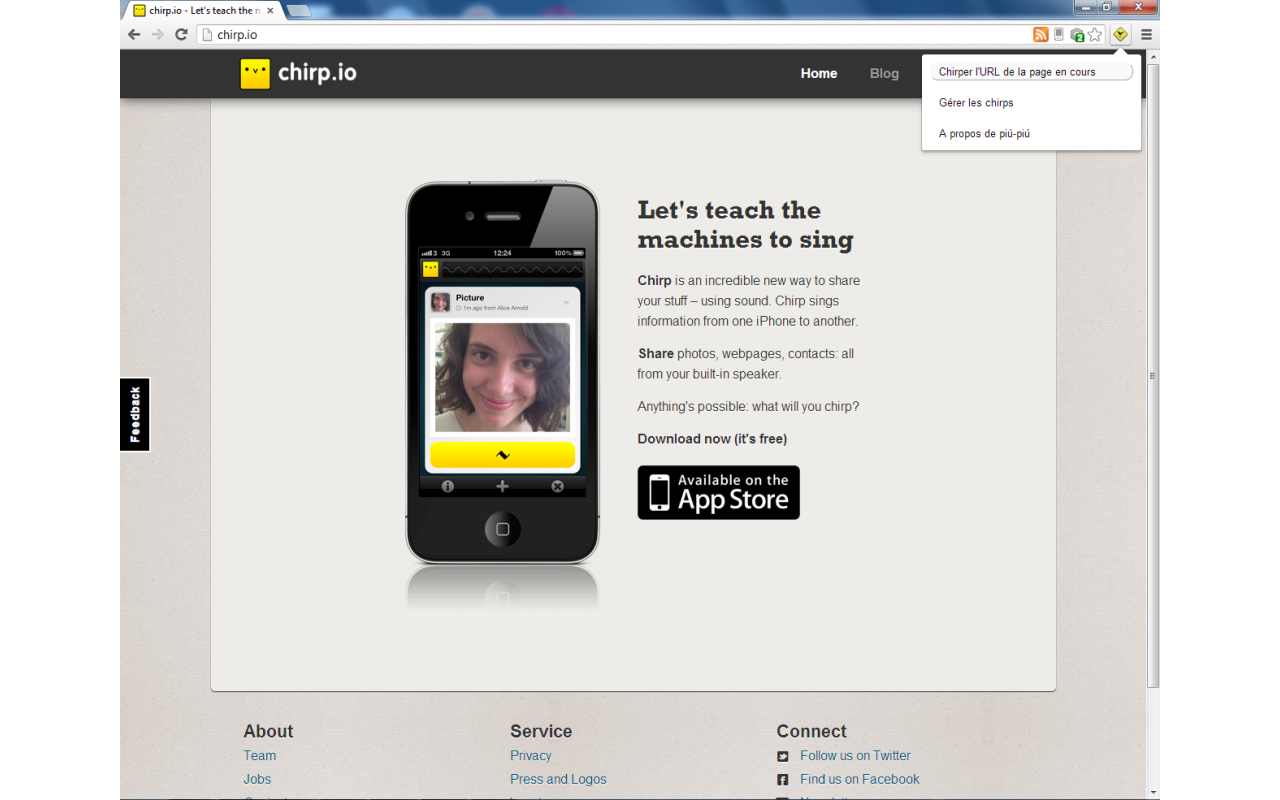 chirp.io - Let's teach the
chirp.io
2
chirp.io
Home
Blog
Chirper l'URL de la page en cours
Gérer les chirps
A propos de piú-piú
Feedback
3 3G
12:24
100%
Picture
1m ago from Alice Arnold
Let's teach the
machines to sing
Chirp is an incredible new way to share
your stuff – using sound. Chirp sings
information from one iPhone to another.
Share photos, webpages, contacts: all
from your built-in speaker.
Anything's possible: what will you chirp?
Download now (it's free)
Available on the
App Store
About
Team
Jobs
Service
Privacy
Press and Logos
Connect
Follow us on Twitter
Find us on Facebook